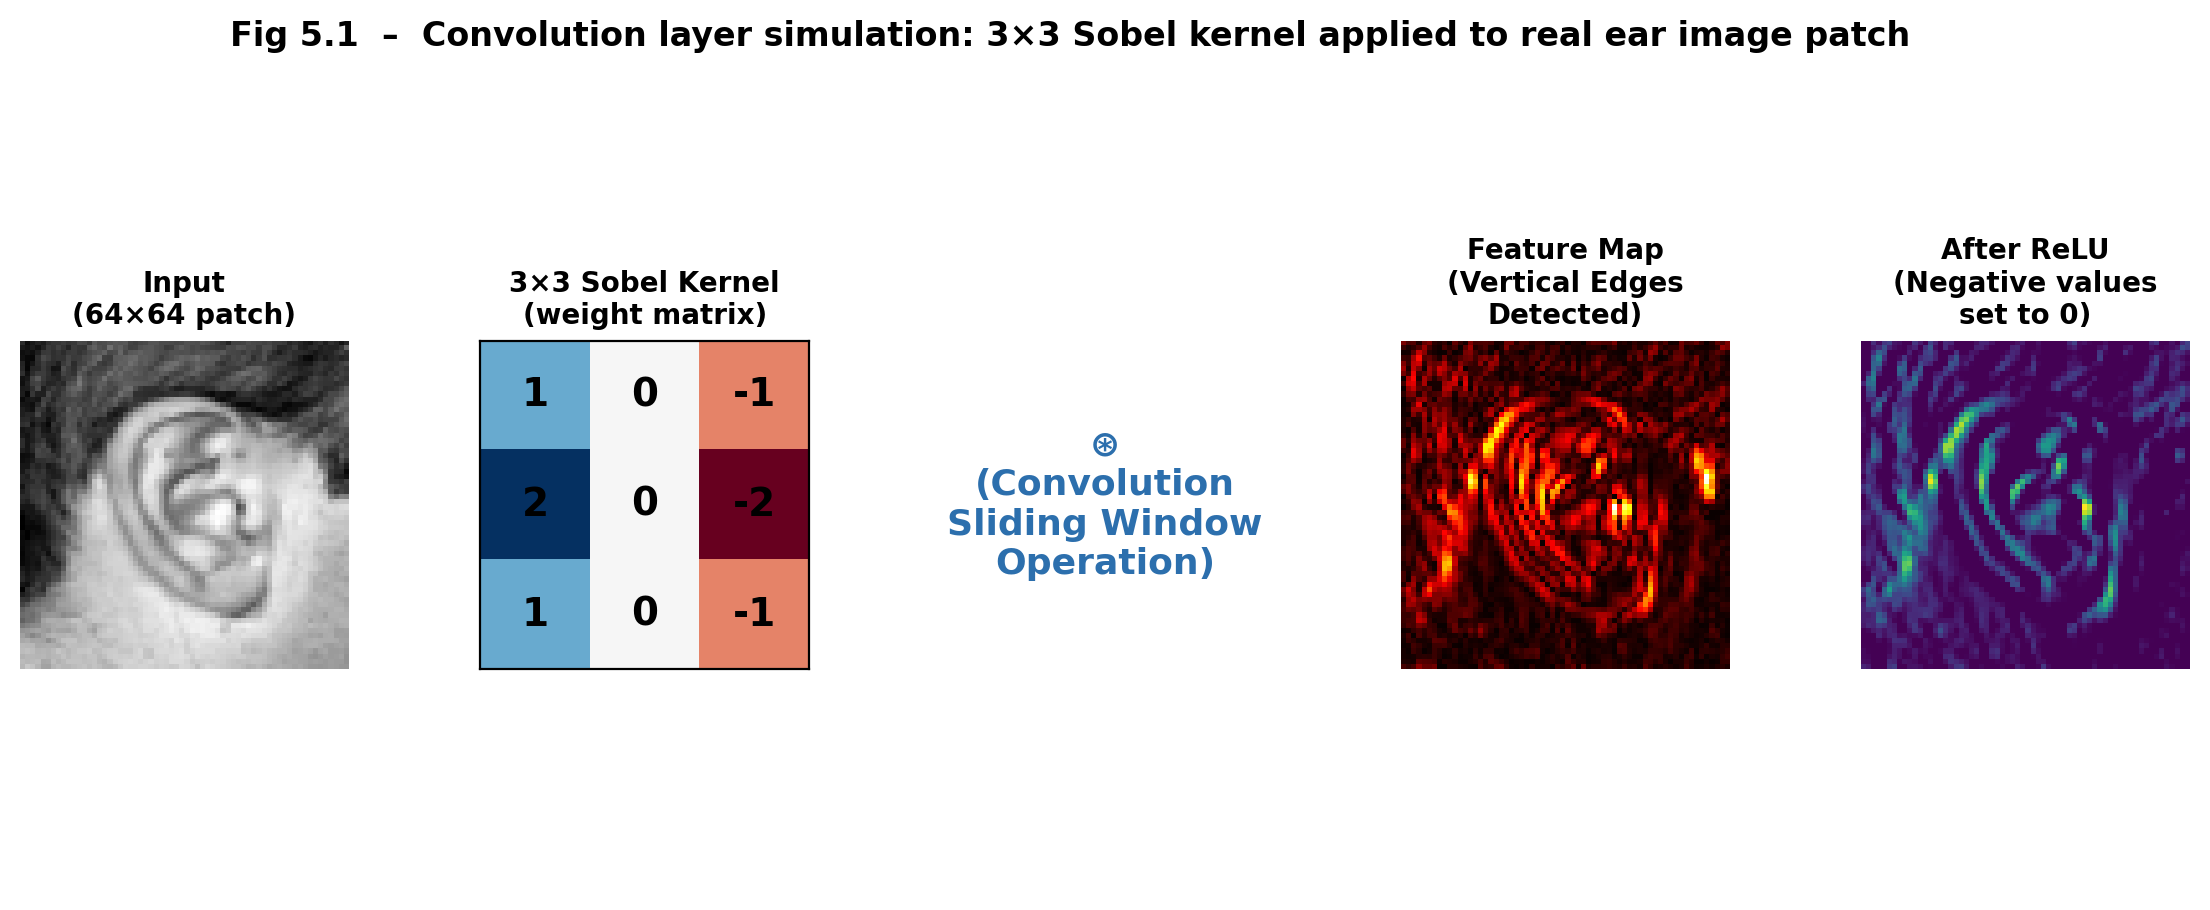 Fig 5.1 – Convolution layer simulation: 3×3 Sobel kernel applied to real ear image patch
Input
(64×64 patch)
3×3 Sobel Kernel
(weight matrix)
1 0 -1
2 0 -2
1 0 -1
⊛
(Convolution
Sliding Window
Operation)
Feature Map
(Vertical Edges
Detected)
After ReLU
(Negative values
set to 0)